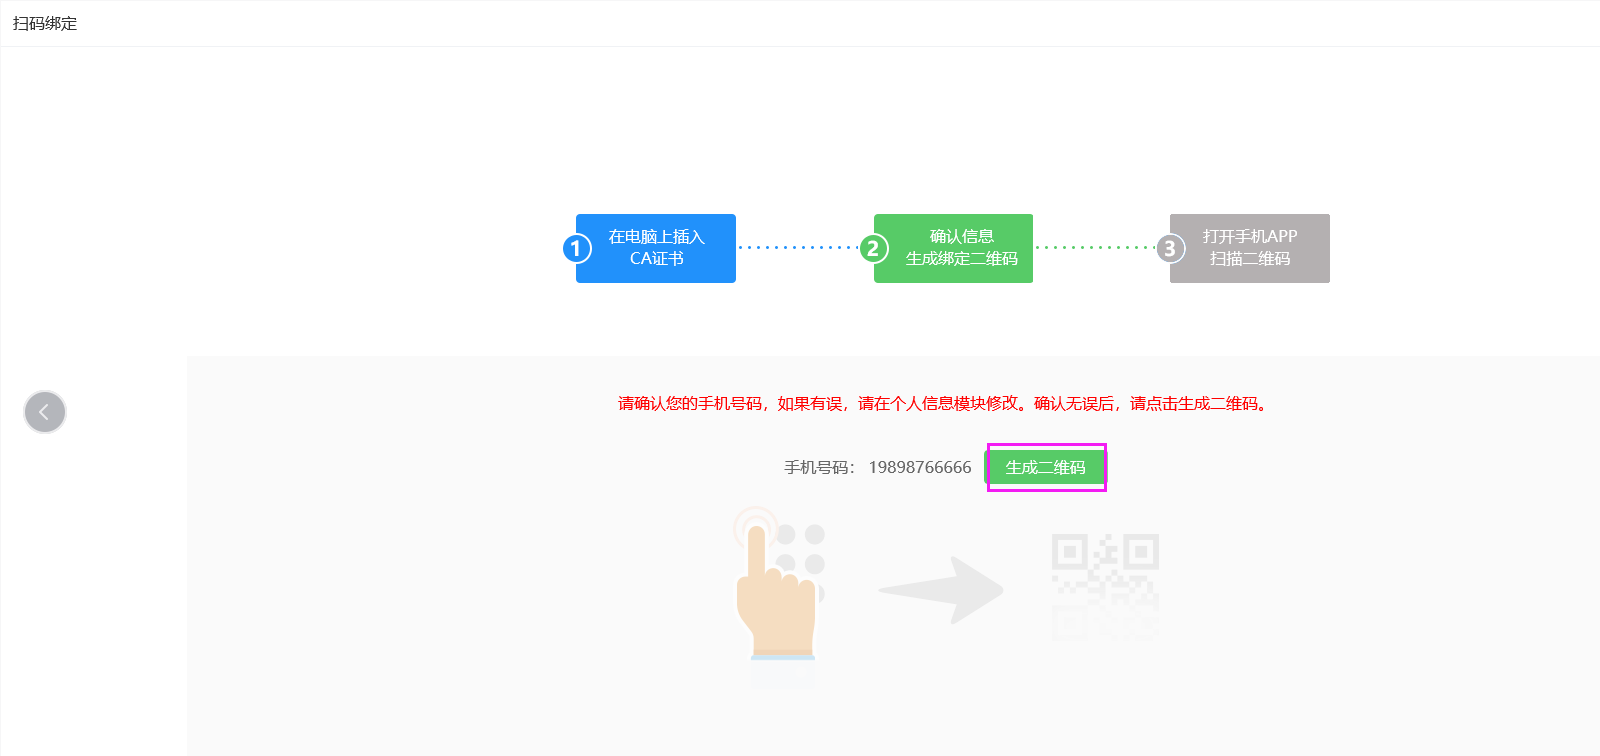 扫码绑定
1
在电脑上插入
CA证书
2
确认信息
生成绑定二维码
3
打开手机APP
扫描二维码
请确认您的手机号码，如果有误，请在个人信息模块修改。确认无误后，请点击生成二维码。
手机号码： 19898766666 生成二维码